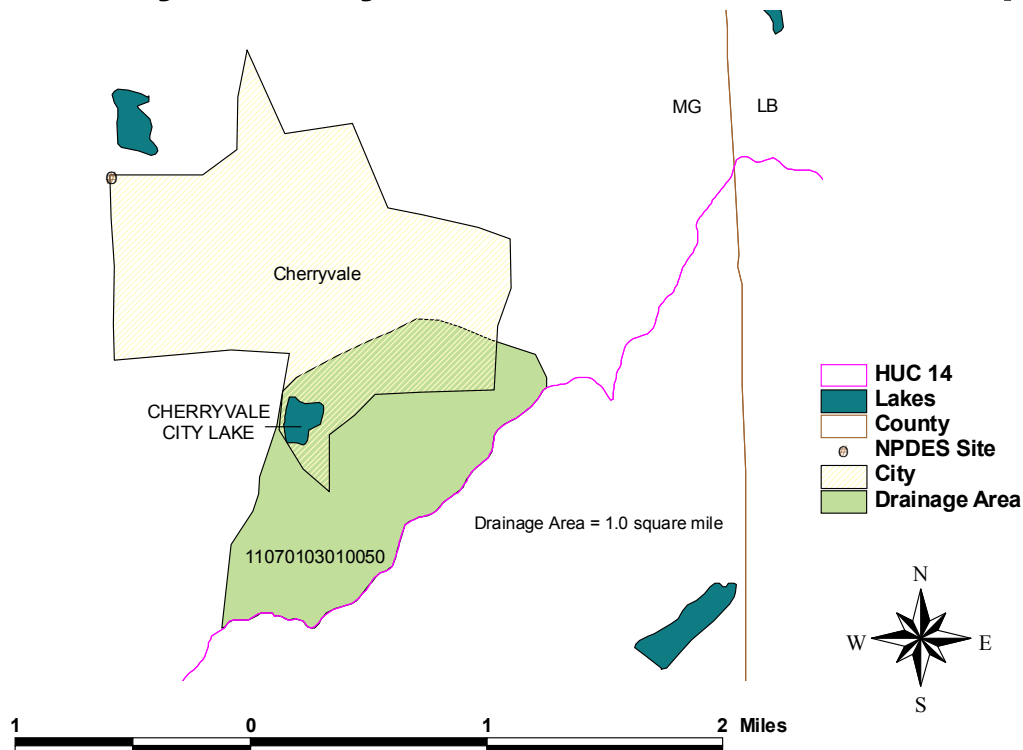 MG
LB
Cherryvale
CHERRYVALE
CITY LAKE
Drainage Area = 1.0 square mile
11070103010050
HUC 14
Lakes
County
NPDES Site
City
Drainage Area
N
W
E
S
1
0
1
2
Miles